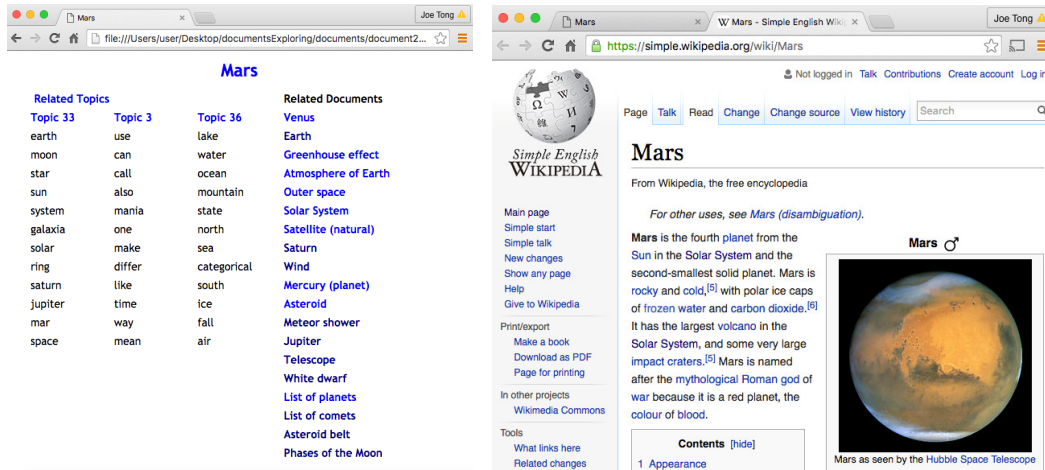 Mars
Joe Tong
file:///Users/user/Desktop/documentsExploring/documents/document2...
Mars
Related Topics
Related Documents
Topic 33 Topic 3 Topic 36 Venus
earth use lake Earth
moon can water Greenhouse effect
star call ocean Atmosphere of Earth
sun also mountain Outer space
system mania state Solar System
galaxia one north Satellite (natural)
solar make sea Saturn
ring differ categorical Wind
saturn like south Mercury (planet)
jupiter time ice Asteroid
mar way fall Meteor shower
space mean air Jupiter
Telescope
White dwarf
List of planets
List of comets
Asteroid belt
Phases of the Moon
Mars
W Mars - Simple English Wiki
Joe Tong
https://simple.wikipedia.org/wiki/Mars
Not logged in Talk Contributions Create account Log in
Page Talk Read Change Change source View history Search
Simple English
WIKIPEDIA
Main page
Simple start
Simple talk
New changes
Show any page
Help
Give to Wikipedia
Print/export
Make a book
Download as PDF
Page for printing
In other projects
Wikimedia Commons
Tools
What links here
Related changes
Mars
From Wikipedia, the free encyclopedia
For other uses, see Mars (disambiguation).
Mars is the fourth planet from the
Sun in the Solar System and the
second-smallest solid planet. Mars is
rocky and cold,[5] with polar ice caps
of frozen water and carbon dioxide.[6]
It has the largest volcano in the
Solar System, and some very large
impact craters.[5] Mars is named
after the mythological Roman god of
war because it is a red planet, the
colour of blood.
Contents [hide]
1 Appearance
Mars ♂
Mars as seen by the Hubble Space Telescope